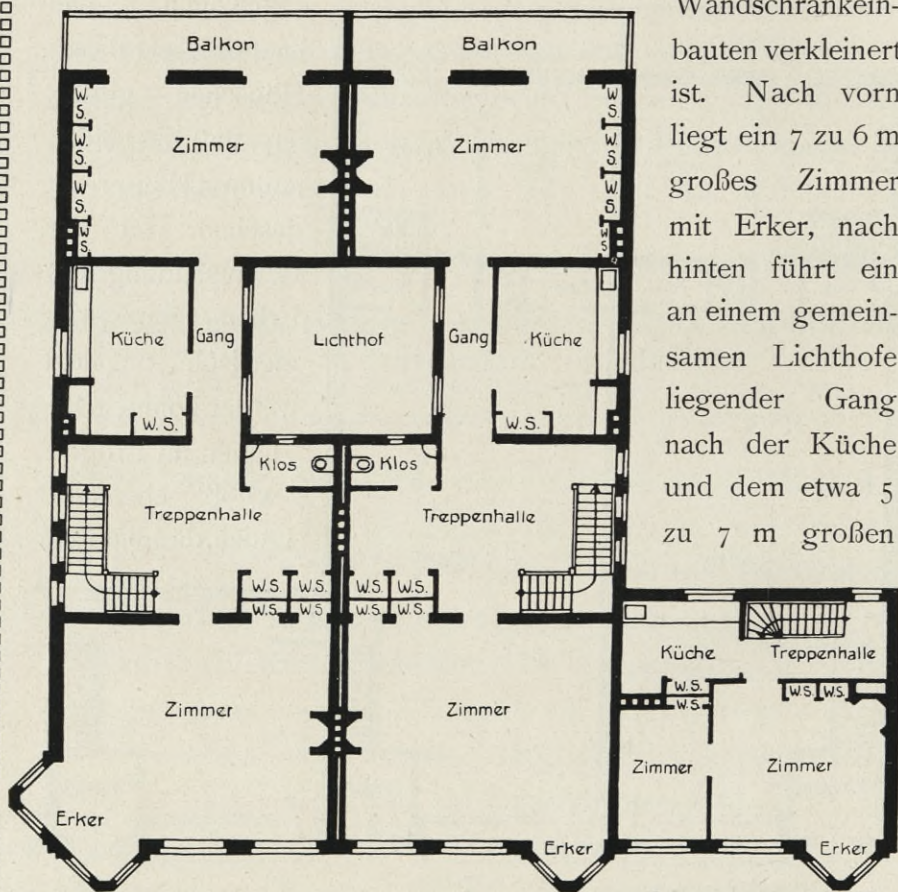 Wandschrankein-
bauten verkleinert
ist. Nach vorn
liegt ein 7 zu 6 m
großes Zimmer
mit Erker, nach
hinten führt ein
an einem gemein-
samen Lichthofe
liegender Gang
nach der Küche
und dem etwa 5
zu 7 m großen
Balkon Balkon
W.S. W.S.
Zimmer Zimmer
W.S. W.S.
W.S. W.S.
W.S. W.S.
Küche Gang Lichthof Gang Küche
W.S. W.S.
Klos Klos
Treppenhalle Treppenhalle
W.S. W.S. W.S. W.S.
W.S. W.S W.S. W.S.
Zimmer Zimmer
Erker Erker
Küche Treppenhalle
W.S. W.S. W.S.
W.S.
Zimmer Zimmer
Erker